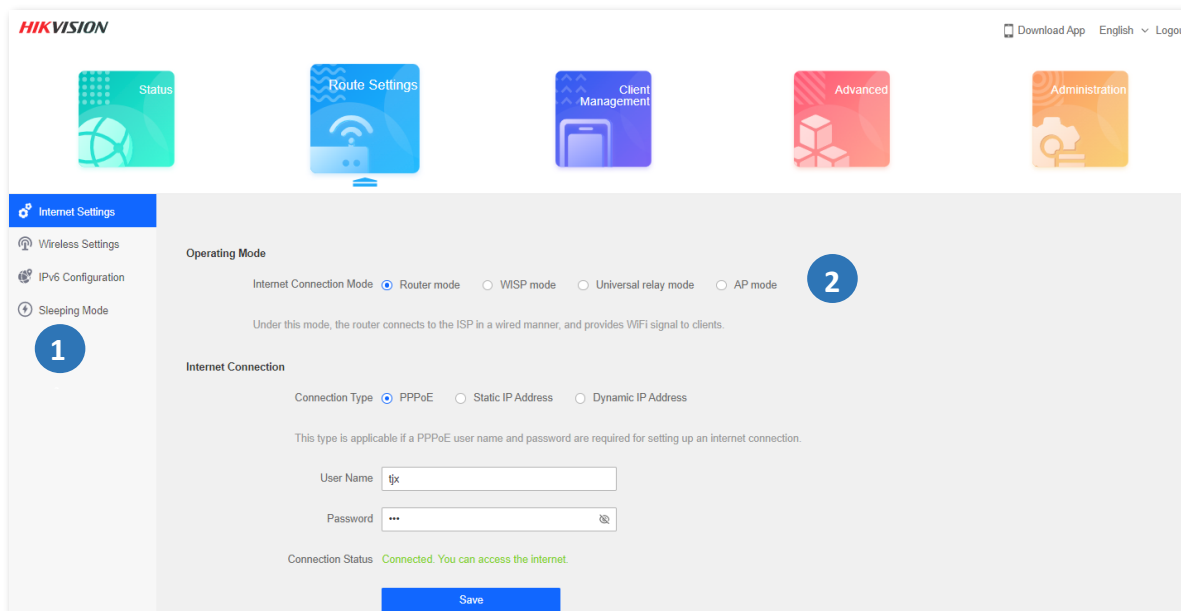 HIKVISION
Download App English Logou
Status
Route Settings
Client
Management
Advanced
Administration
Internet Settings
Wireless Settings
IPv6 Configuration
Sleeping Mode
1
Operating Mode
Internet Connection Mode Router mode WISP mode Universal relay mode AP mode
2
Under this mode, the router connects to the ISP in a wired manner, and provides WiFi signal to clients.
Internet Connection
Connection Type PPPoE Static IP Address Dynamic IP Address
This type is applicable if a PPPoE user name and password are required for setting up an internet connection.
User Name tjx
Password •••
Connection Status Connected. You can access the internet.
Save